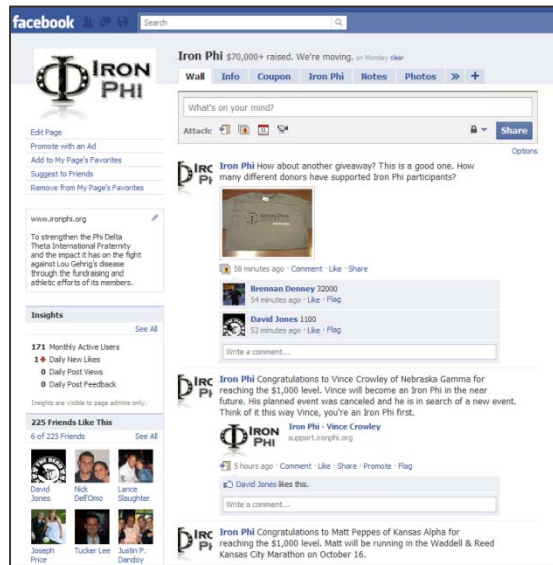 facebook
Search
IRON
PHI
Edit Page
Promote with an Ad
Add to My Page's Favorites
Suggest to Friends
Remove from My Page's Favorites
www.ironphi.org
To strengthen the Phi Delta
Theta International Fraternity
and the impact it has on the fight
against Lou Gehrig's disease
through the fundraising and
athletic efforts of its members.
Insights
See All
171 Monthly Active Users
1 Daily New Likes
0 Daily Post Views
0 Daily Post Feedback
Insights are visible to page admins only.
225 Friends Like This
6 of 225 Friends See All
David
Jones
Nick
Dell'Omo
Lance
Slaughter
Joseph
Price
Tucker Lee
Justin P.
Dandoy
Iron Phi $70,000+ raised. We're moving. on Monday clear
Wall Info Coupon Iron Phi Notes Photos » +
What's on your mind?
Attach: 31 Share
Options
IRC
PH
Iron Phi How about another giveaway? This is a good one. How
many different donors have supported Iron Phi participants?
IRON PHI
58 minutes ago · Comment · Like · Share
Brennan Denney 32000
54 minutes ago · Like · Flag
David Jones 1100
52 minutes ago · Like · Flag
Write a comment...
IRC
PH
Iron Phi Congratulations to Vince Crowley of Nebraska Gamma for
reaching the $1,000 level. Vince will become an Iron Phi in the near
future. His planned event was canceled and he is in search of a new event.
Think of it this way Vince, you're an Iron Phi first.
IRON
PHI
Iron Phi - Vince Crowley
support.ironphi.org
5 hours ago · Comment · Like · Share · Promote · Flag
David Jones likes this.
Write a comment...
IRC
PH
Iron Phi Congratulations to Matt Peppes of Kansas Alpha for
reaching the $1,000 level. Matt will be running in the Waddell & Reed
Kansas City Marathon on October 16.